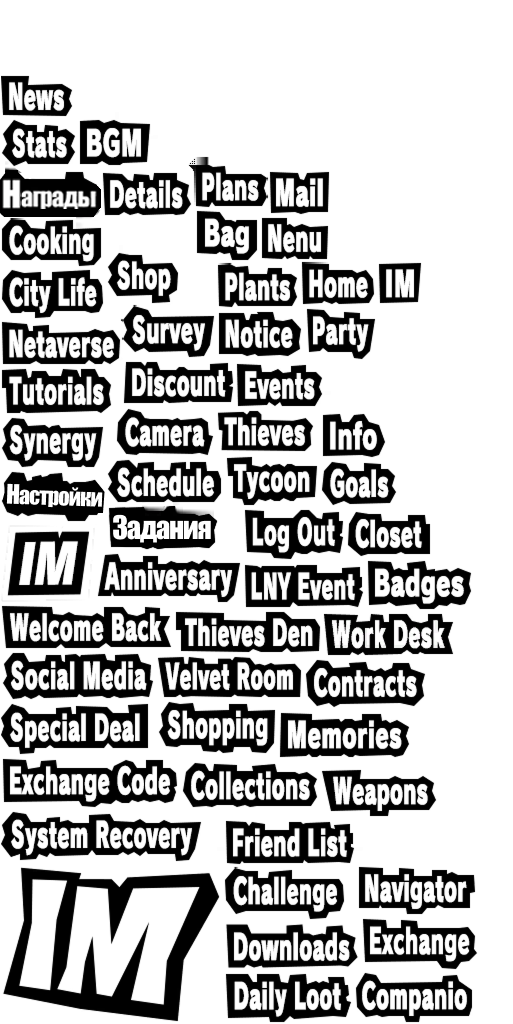 News
Stats BGM
Награды Details Plans Mail
Cooking Bag Nenu
City Life Shop Plants Home IM
Netaverse Survey Notice Party
Tutorials Discount Events
Synergy Camera Thieves Info
Настройки Schedule Tycoon Goals
Задания Log Out Closet
IM Anniversary LNY Event Badges
Welcome Back Thieves Den Work Desk
Social Media Velvet Room Contracts
Special Deal Shopping Memories
Exchange Code Collections Weapons
System Recovery Friend List
IM Challenge Navigator
Downloads Exchange
Daily Loot Companio